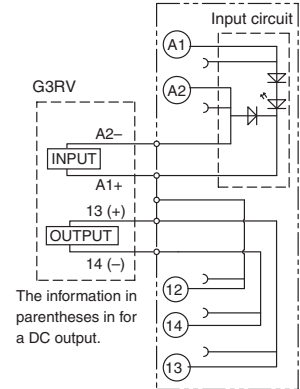 Input circuit
A1
G3RV
A2
A2–
INPUT
A1+
13 (+)
OUTPUT
14 (–)
The information in
parentheses in for
a DC output.
12
14
13